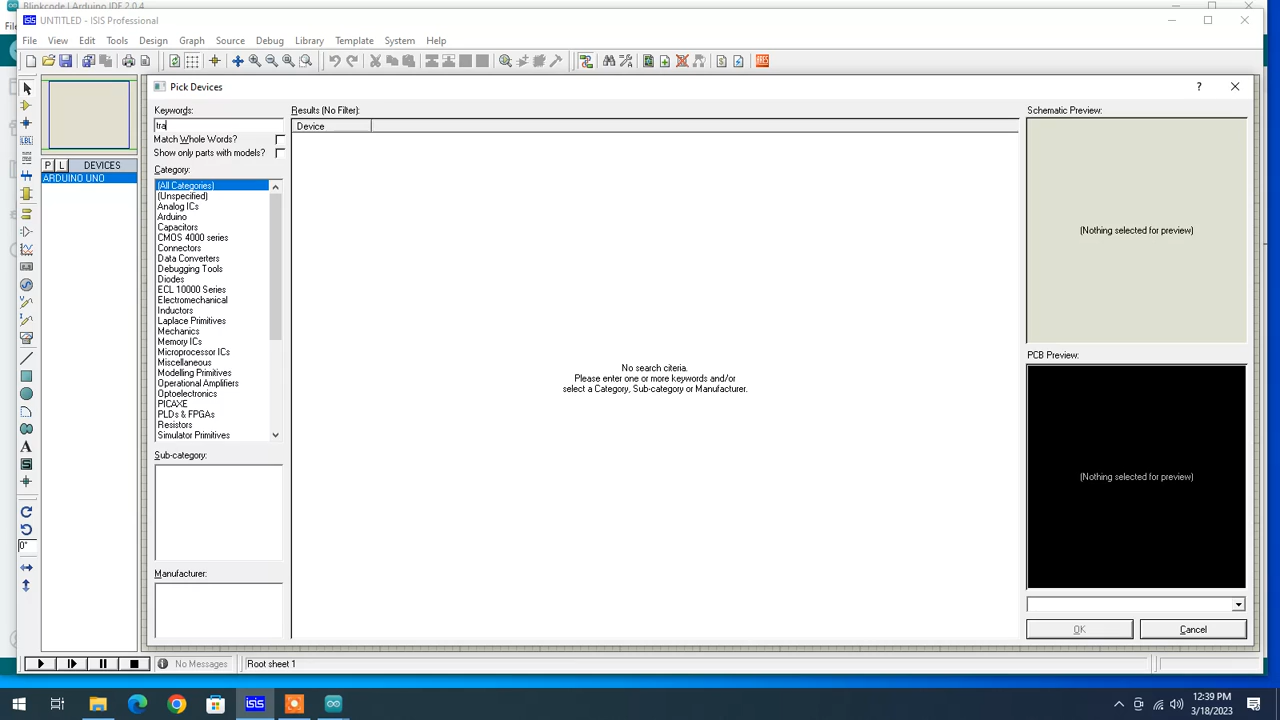 Blinkcode | Arduino IDE 2.0.4
UNTITLED - ISIS Professional
File View Edit Tools Design Graph Source Debug Library Template System Help
Pick Devices
?
Keywords:
tra
Match Whole Words?
Show only parts with models?
Category:
(All Categories)
(Unspecified)
Analog ICs
Arduino
Capacitors
CMOS 4000 series
Connectors
Data Converters
Debugging Tools
Diodes
ECL 10000 Series
Electromechanical
Inductors
Laplace Primitives
Mechanics
Memory ICs
Microprocessor ICs
Miscellaneous
Modelling Primitives
Operational Amplifiers
Optoelectronics
PICAXE
PLDs & FPGAs
Resistors
Simulator Primitives
Sub-category:
Manufacturer:
Results (No Filter):
Device
No search citeria.
Please enter one or more keywords and/or
select a Category, Sub-category or Manufacturer.
Schematic Preview:
(Nothing selected for preview)
PCB Preview:
(Nothing selected for preview)
OK Cancel
P L DEVICES
ARDUINO UNO
LBL
A
0°
No Messages Root sheet 1
isis
12:39 PM
3/18/2023